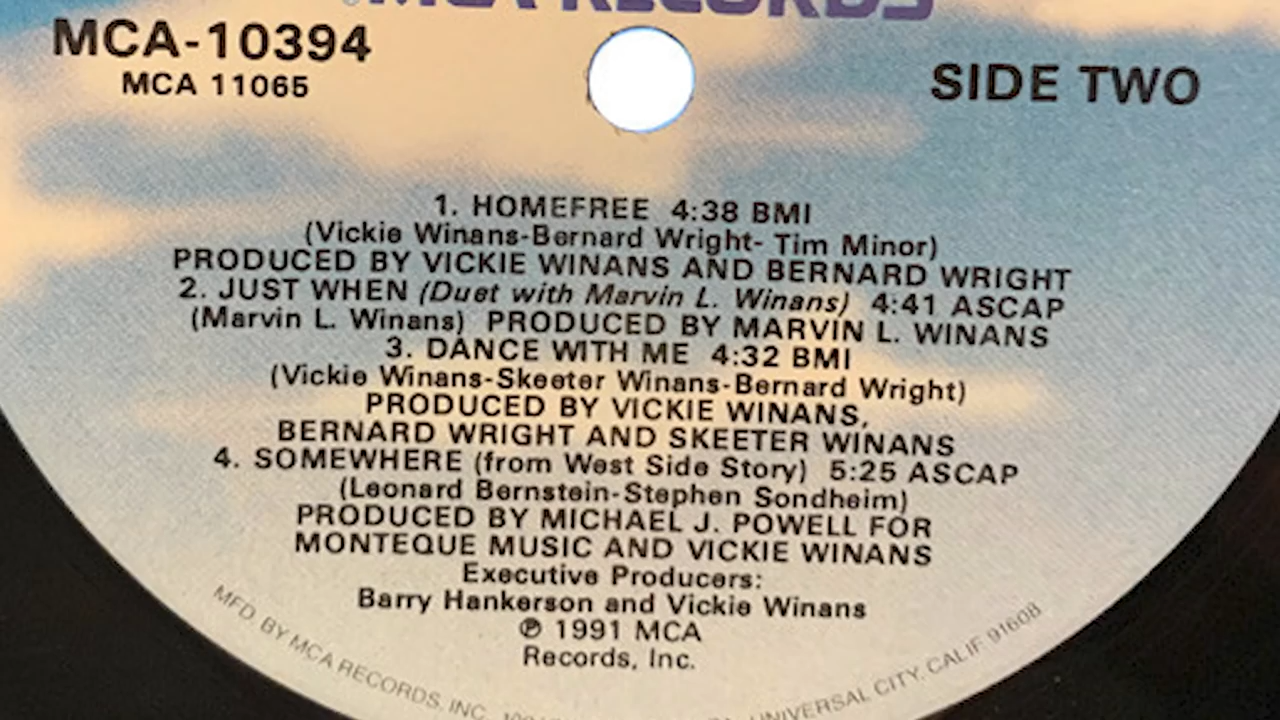 MCA RECORDS
MCA-10394
MCA 11065
SIDE TWO
1. HOMEFREE 4:38 BMI
(Vickie Winans-Bernard Wright- Tim Minor)
PRODUCED BY VICKIE WINANS AND BERNARD WRIGHT
2. JUST WHEN (Duet with Marvin L. Winans) 4:41 ASCAP
(Marvin L. Winans) PRODUCED BY MARVIN L. WINANS
3. DANCE WITH ME 4:32 BMI
(Vickie Winans-Skeeter Winans-Bernard Wright)
PRODUCED BY VICKIE WINANS,
BERNARD WRIGHT AND SKEETER WINANS
4. SOMEWHERE (from West Side Story) 5:25 ASCAP
(Leonard Bernstein-Stephen Sondheim)
PRODUCED BY MICHAEL J. POWELL FOR
MONTEQUE MUSIC AND VICKIE WINANS
Executive Producers:
Barry Hankerson and Vickie Winans
℗ 1991 MCA
Records, Inc.
MFD. BY MCA RECORDS, INC. UNIVERSAL CITY, CALIF. 91608